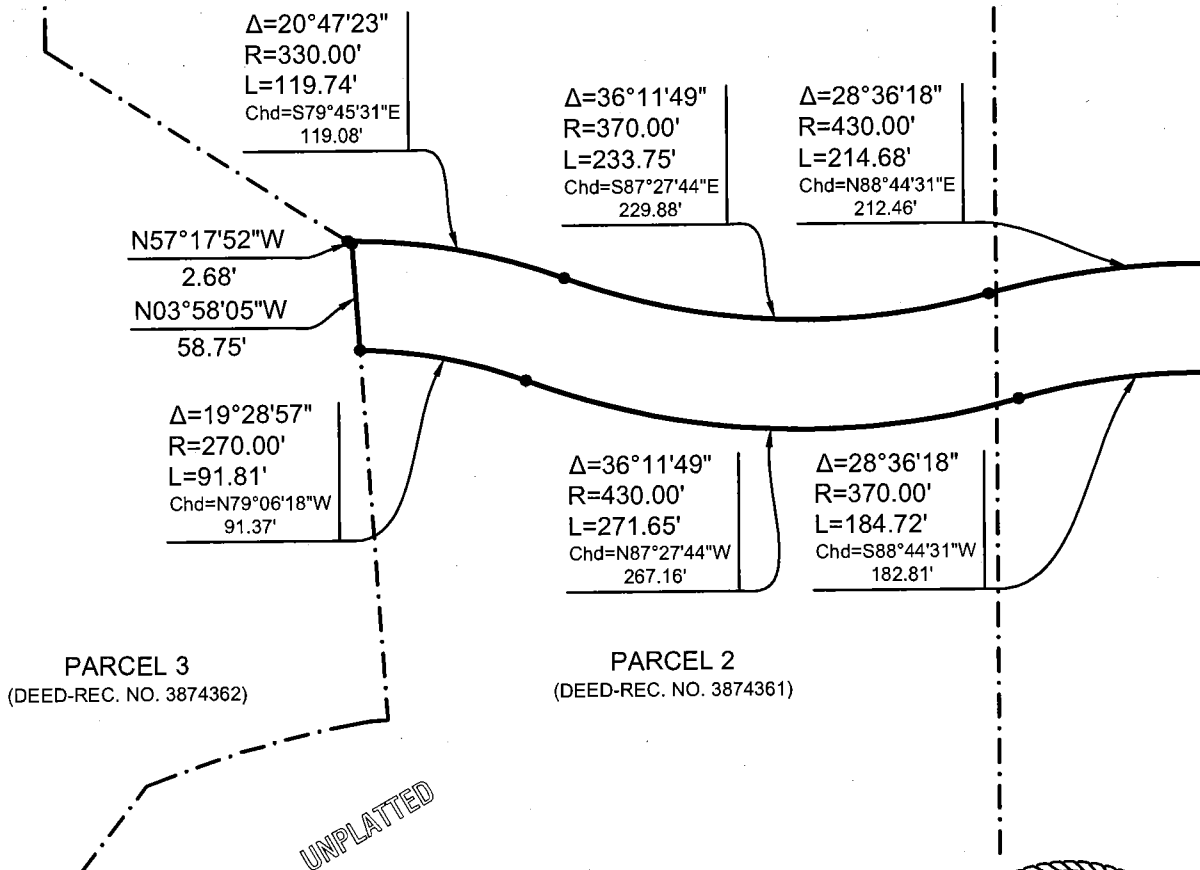 Δ=20°47'23"
R=330.00'
L=119.74'
Chd=S79°45'31"E
119.08'
Δ=36°11'49"
R=370.00'
L=233.75'
Chd=S87°27'44"E
229.88'
Δ=28°36'18"
R=430.00'
L=214.68'
Chd=N88°44'31"E
212.46'
N57°17'52"W
2.68'
N03°58'05"W
58.75'
Δ=19°28'57"
R=270.00'
L=91.81'
Chd=N79°06'18"W
91.37'
Δ=36°11'49"
R=430.00'
L=271.65'
Chd=N87°27'44"W
267.16'
Δ=28°36'18"
R=370.00'
L=184.72'
Chd=S88°44'31"W
182.81'
PARCEL 3
(DEED-REC. NO. 3874362)
PARCEL 2
(DEED-REC. NO. 3874361)
UNPLATTED